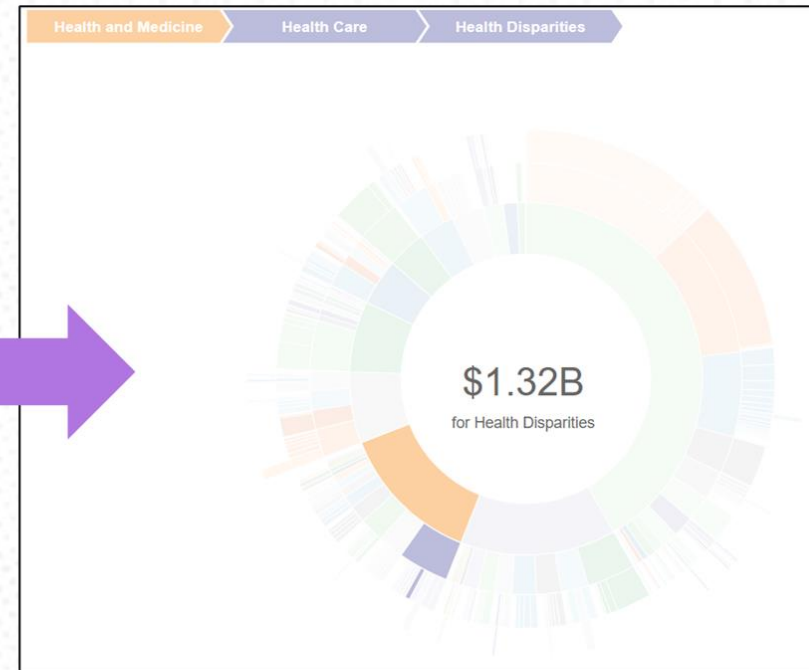 Health and Medicine Health Care Health Disparities
$1.32B
for Health Disparities